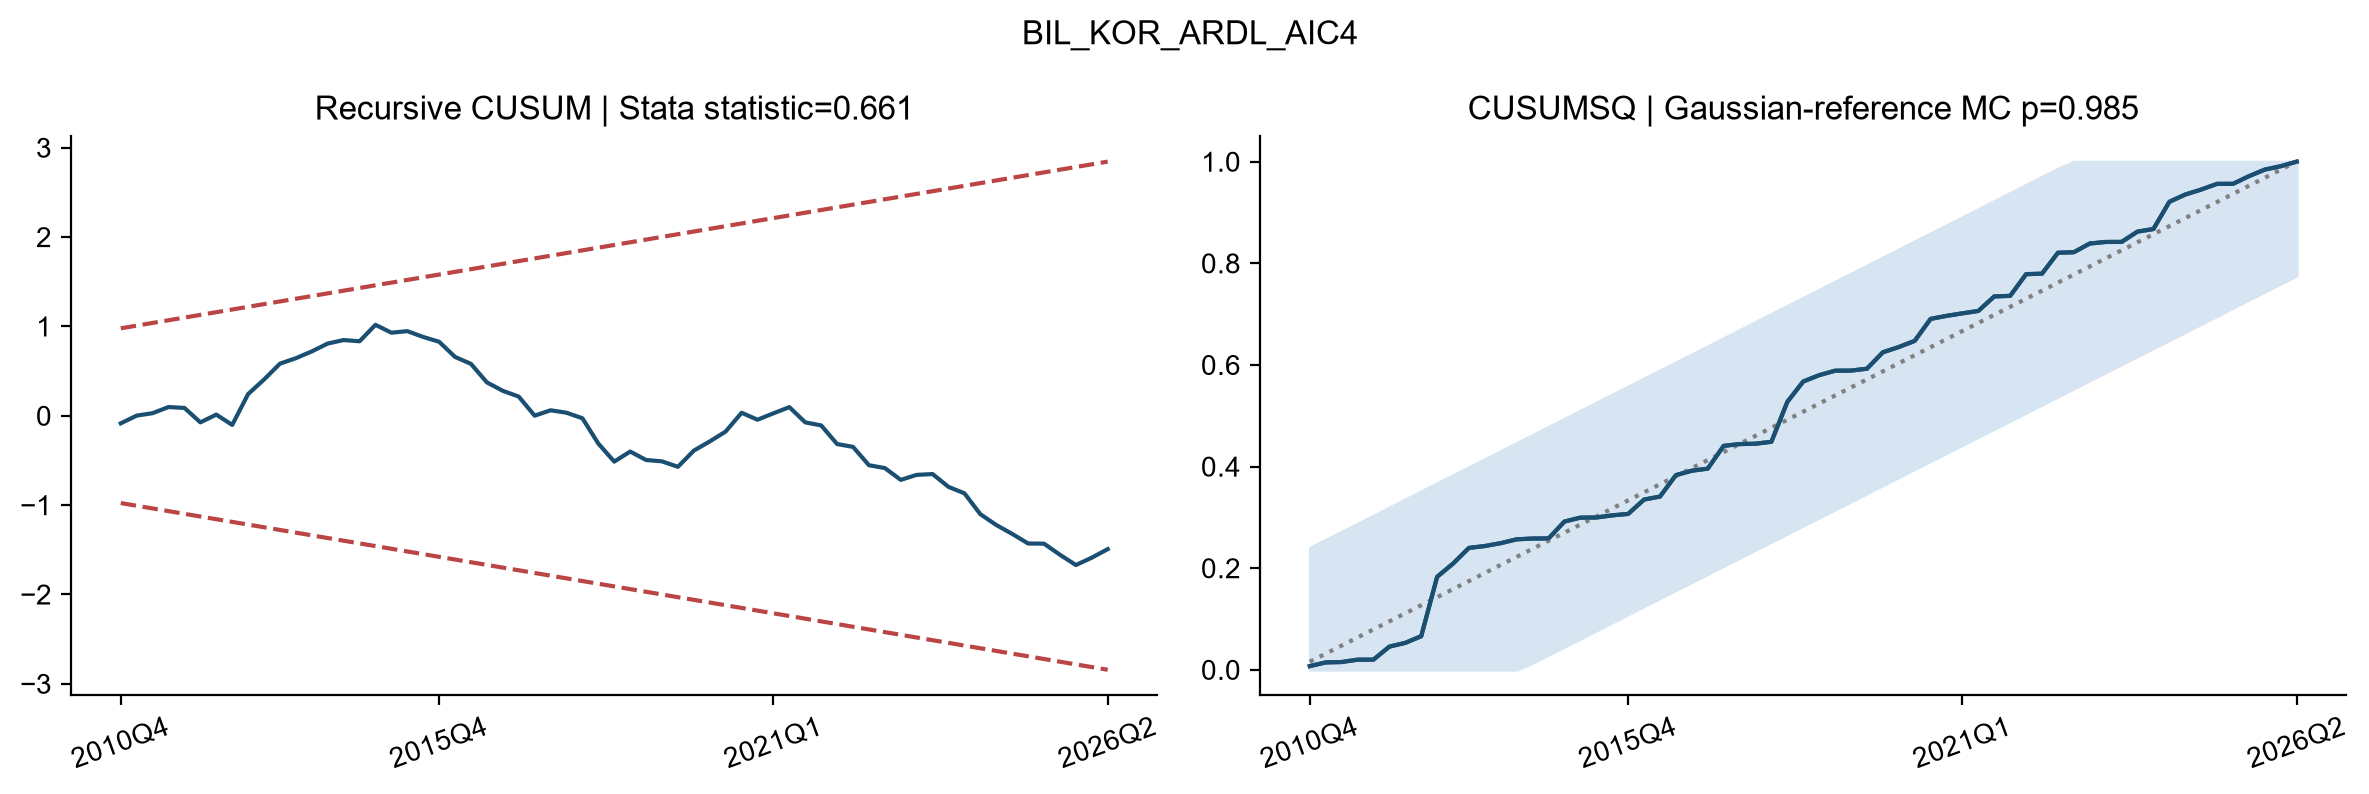 BIL_KOR_ARDL_AIC4
Recursive CUSUM | Stata statistic=0.661
3
2
1
0
−1
−2
−3
2010Q4
2015Q4
2021Q1
2026Q2
CUSUMSQ | Gaussian-reference MC p=0.985
1.0
0.8
0.6
0.4
0.2
0.0
2010Q4
2015Q4
2021Q1
2026Q2